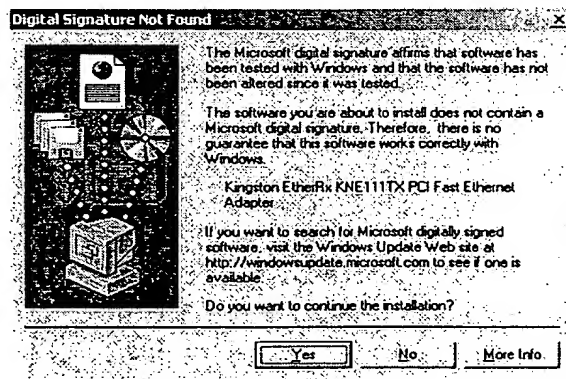 Digital Signature Not Found
The Microsoft digital signature affirms that software has
been tested with Windows and that the software has not
been altered since it was tested.
The software you are about to install does not contain a
Microsoft digital signature. Therefore, there is no
guarantee that this software works correctly with
Windows.
Kingston EtheRx KNE111TX PCI Fast Ethernet
Adapter
If you want to search for Microsoft digitally signed
software, visit the Windows Update Web site at
http://windowsupdate.microsoft.com to see if one is
available.
Do you want to continue the installation?
Yes No More Info